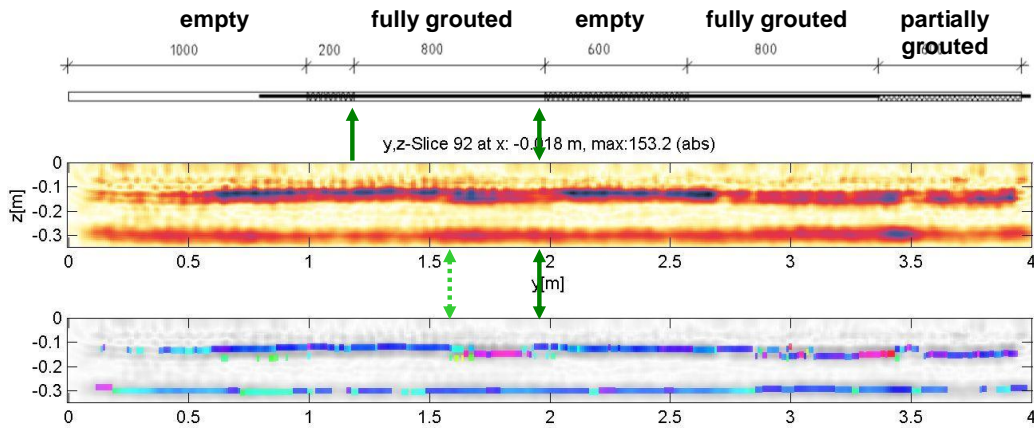 empty fully grouted empty fully grouted partially
grouted
1000 200 800 600 800
y,z-Slice 92 at x: -0.018 m, max:153.2 (abs)
0
-0.1
-0.2
-0.3
z[m]
0 0.5 1 1.5 2 2.5 3 3.5 4
y[m]
0
-0.1
-0.2
-0.3
0 0.5 1 1.5 2 2.5 3 3.5 4